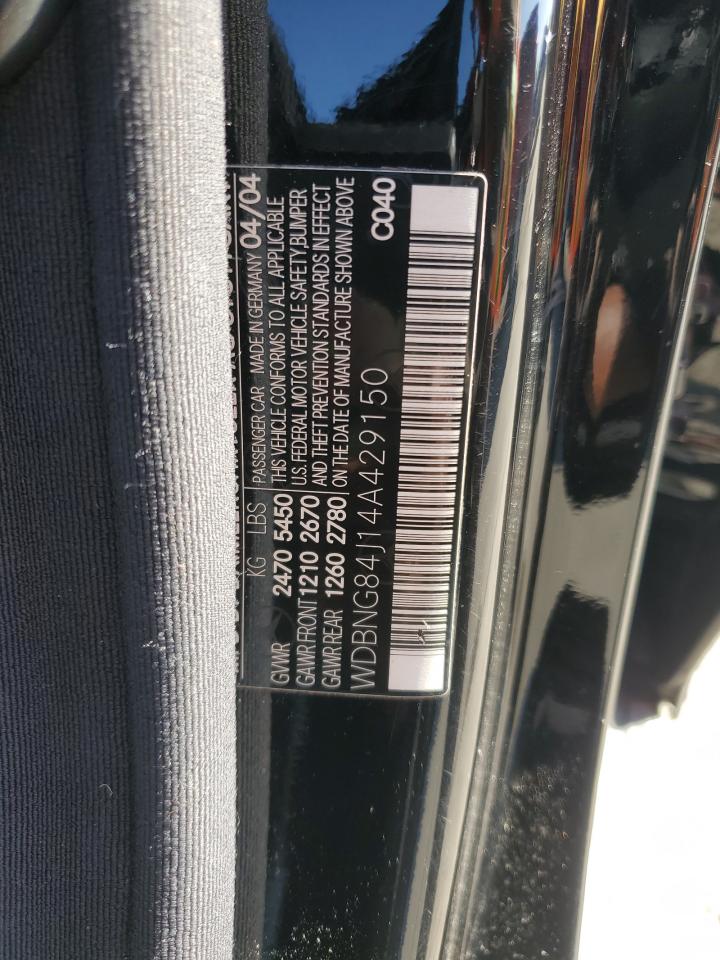 KG LBS PASSENGER CAR MADE IN GERMANY 04/04
GVWR 2470 5450 THIS VEHICLE CONFORMS TO ALL APPLICABLE
U.S. FEDERAL MOTOR VEHICLE SAFETY, BUMPER
GAWR FRONT 1210 2670 AND THEFT PREVENTION STANDARDS IN EFFECT
GAWR REAR 1260 2780 ON THE DATE OF MANUFACTURE SHOWN ABOVE
WDBNG84J14A429150 C040